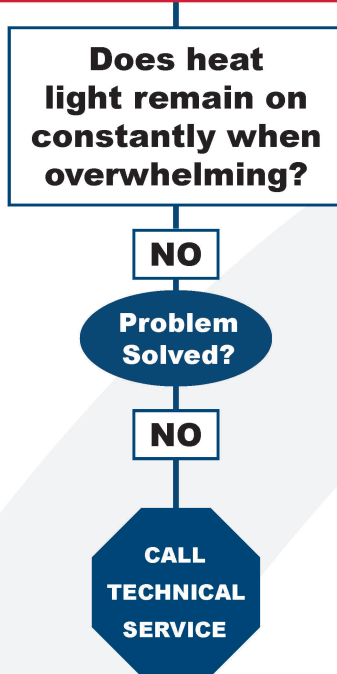 Does heat
light remain on
constantly when
overwhelming?
NO
Problem
Solved?
NO
CALL
TECHNICAL
SERVICE